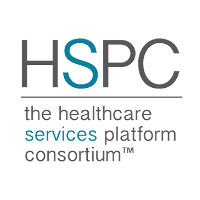 HSPC
the healthcare
services platform
consortium™